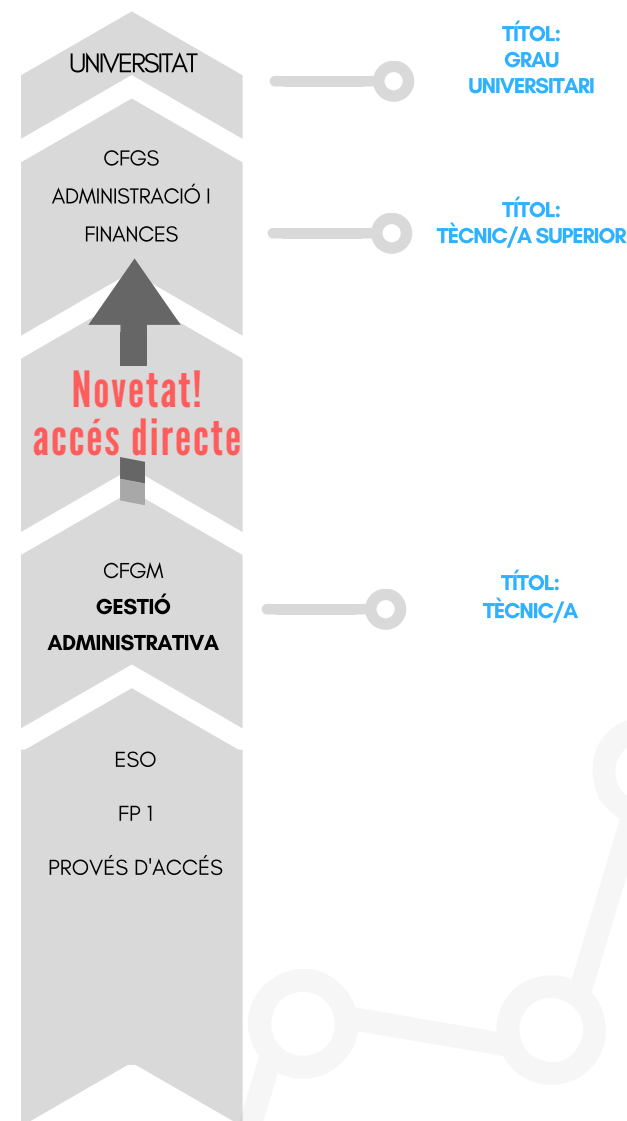 UNIVERSITAT
TÍTOL:
GRAU
UNIVERSITARI
CFGS
ADMINISTRACIÓ I
FINANCES
TÍTOL:
TÈCNIC/A SUPERIOR
Novetat!
accés directe
CFGM
GESTIÓ
ADMINISTRATIVA
TÍTOL:
TÈCNIC/A
ESO
FP 1
PROVÉS D'ACCÉS